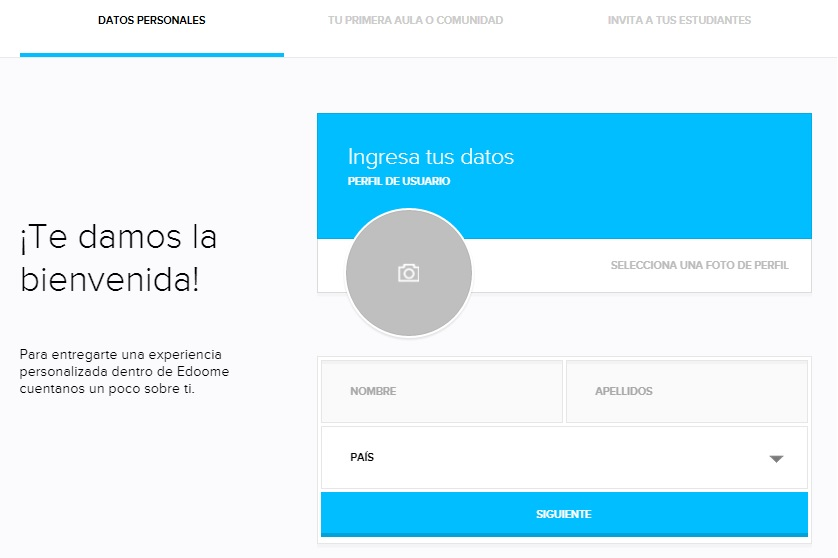 DATOS PERSONALES
TU PRIMERA AULA O COMUNIDAD
INVITA A TUS ESTUDIANTES
Ingresa tus datos
PERFIL DE USUARIO
SELECCIONA UNA FOTO DE PERFIL
¡Te damos la
bienvenida!
Para entregarte una experiencia
personalizada dentro de Edoome
cuentanos un poco sobre ti.
NOMBRE
APELLIDOS
PAÍS
SIGUIENTE